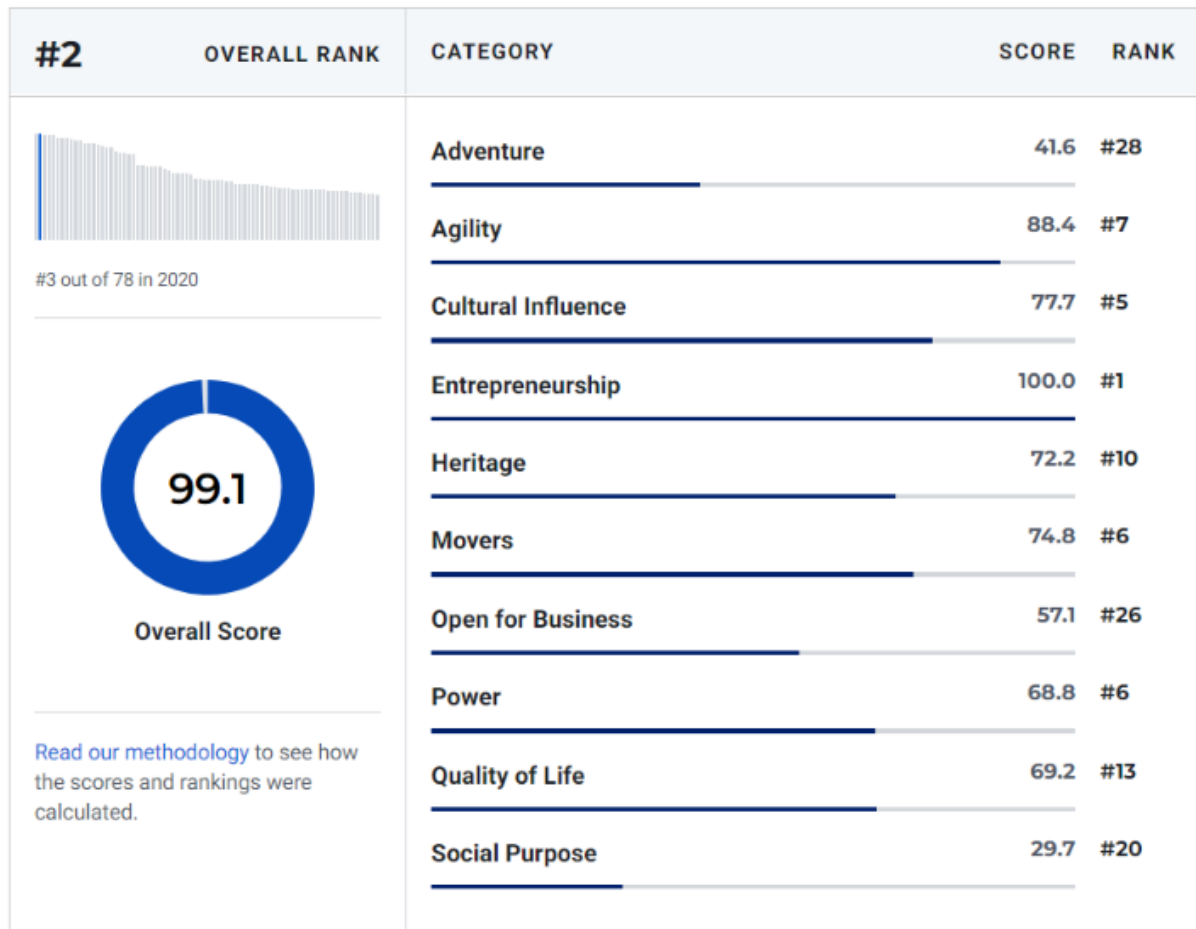 #2 OVERALL RANK
#3 out of 78 in 2020
99.1
Overall Score
Read our methodology to see how
the scores and rankings were
calculated.
CATEGORY SCORE RANK
Adventure 41.6 #28
Agility 88.4 #7
Cultural Influence 77.7 #5
Entrepreneurship 100.0 #1
Heritage 72.2 #10
Movers 74.8 #6
Open for Business 57.1 #26
Power 68.8 #6
Quality of Life 69.2 #13
Social Purpose 29.7 #20